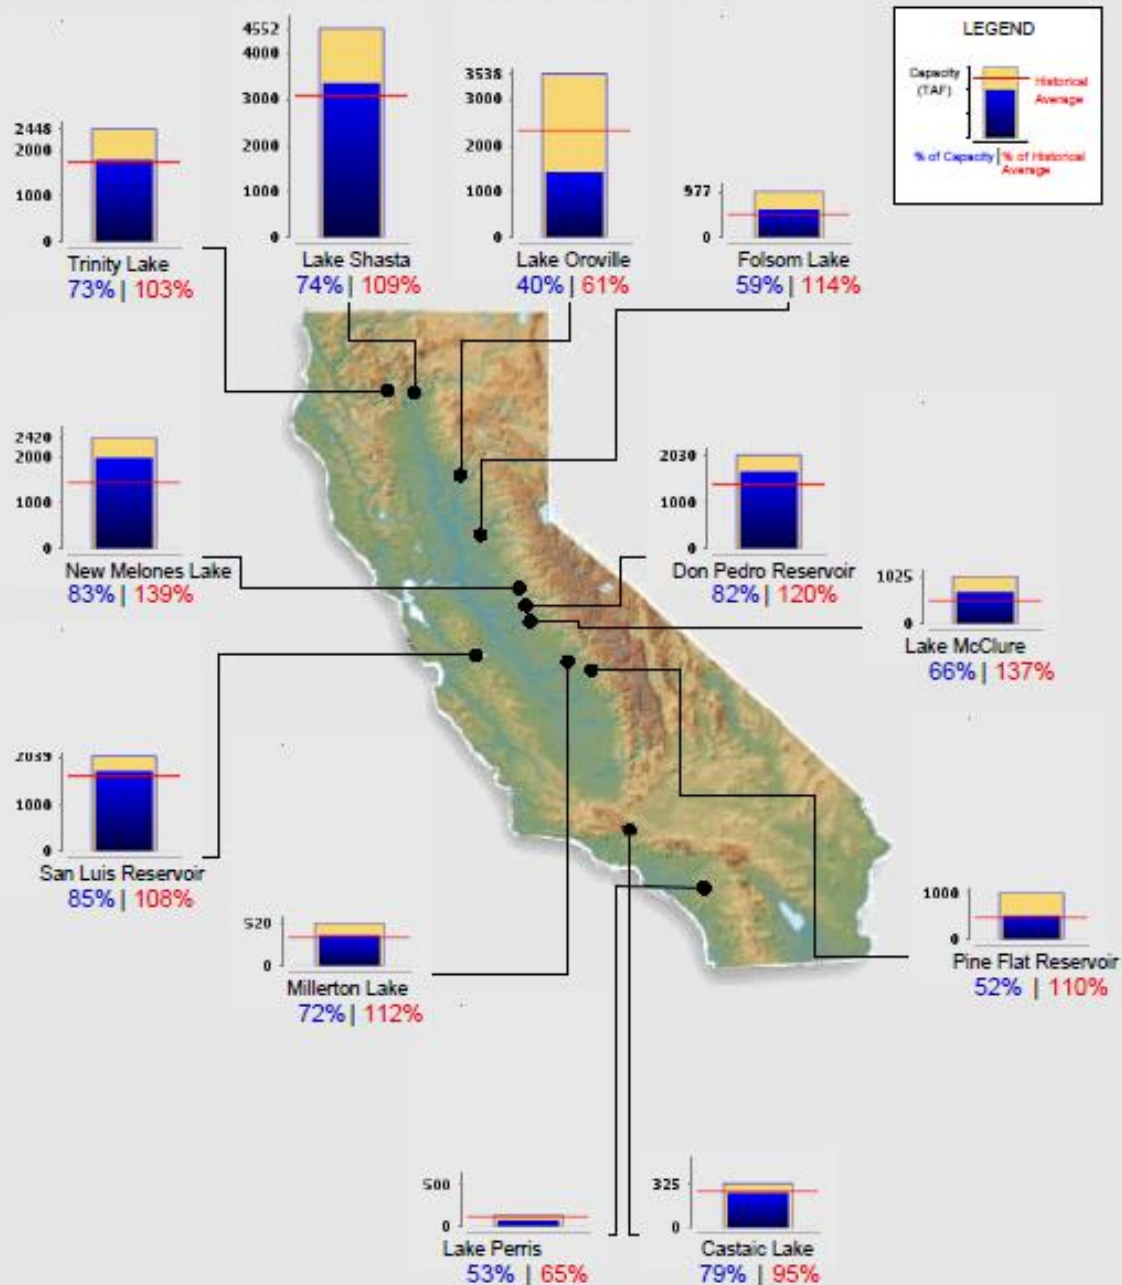 4552
4000
3000
2000
1000
0
Lake Shasta
74% | 109%
3538
3000
2000
1000
0
Lake Oroville
40% | 61%
LEGEND
Capacity
(TAF)
Historical
Average
% of Capacity | % of Historical
Average
2448
2000
1000
0
Trinity Lake
73% | 103%
977
0
Folsom Lake
59% | 114%
2420
2000
1000
0
New Melones Lake
83% | 139%
2030
1000
0
Don Pedro Reservoir
82% | 120%
1025
0
Lake McClure
66% | 137%
2039
1000
0
San Luis Reservoir
85% | 108%
520
0
Millerton Lake
72% | 112%
1000
0
Pine Flat Reservoir
52% | 110%
500
0
Lake Perris
53% | 65%
325
0
Castaic Lake
79% | 95%